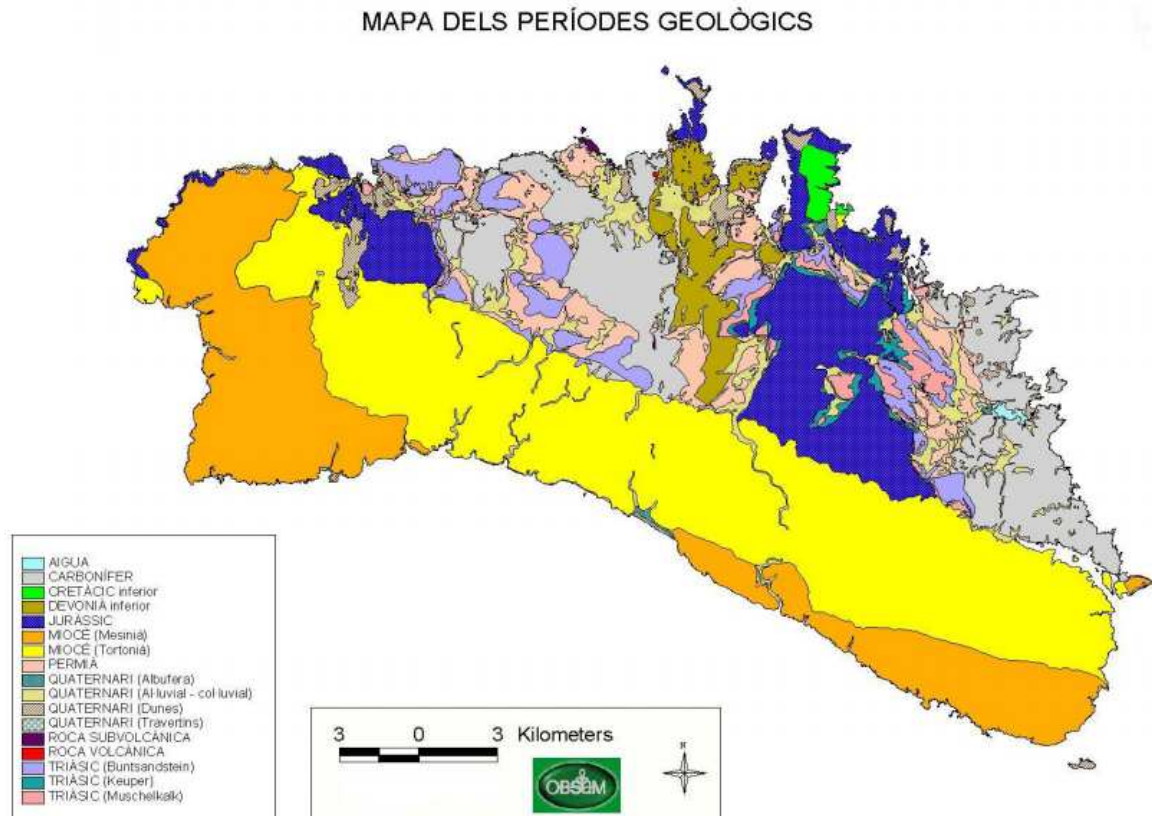 MAPA DELS PERÍODES GEOLÒGICS
AIGUA
CARBONÍFER
CRETÀCIC inferior
DEVONIÀ inferior
JURÀSSIC
MIOCÈ (Mesinià)
MIOCÈ (Tortonià)
PERMIÀ
QUATERNARI (Albufera)
QUATERNARI (Al·luvial - col·luvial)
QUATERNARI (Dunes)
QUATERNARI (Travertins)
ROCA SUBVOLCÀNICA
ROCA VOLCÀNICA
TRIÀSIC (Buntsandstein)
TRIÀSIC (Keuper)
TRIÀSIC (Muschelkalk)
3 0 3 Kilometers
OBSAM
N